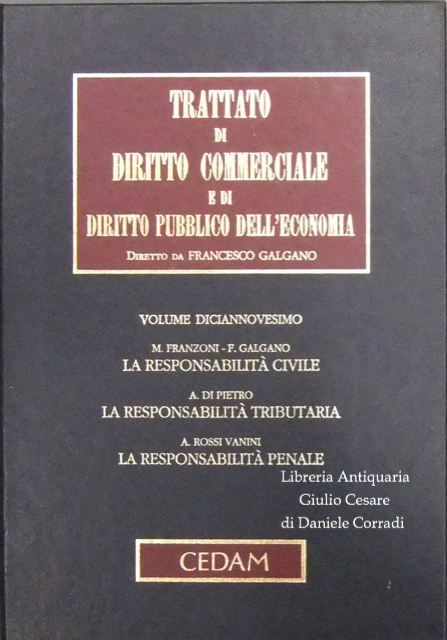 TRATTATO
DI
DIRITTO COMMERCIALE
E DI
DIRITTO PUBBLICO DELL'ECONOMIA
DIRETTO DA FRANCESCO GALGANO
VOLUME DICIANNOVESIMO
M. FRANZONI - F. GALGANO
LA RESPONSABILITÀ CIVILE
A. DI PIETRO
LA RESPONSABILITÀ TRIBUTARIA
A. ROSSI VANINI
LA RESPONSABILITÀ PENALE
Libreria Antiquaria
Giulio Cesare
di Daniele Corradi
CEDAM